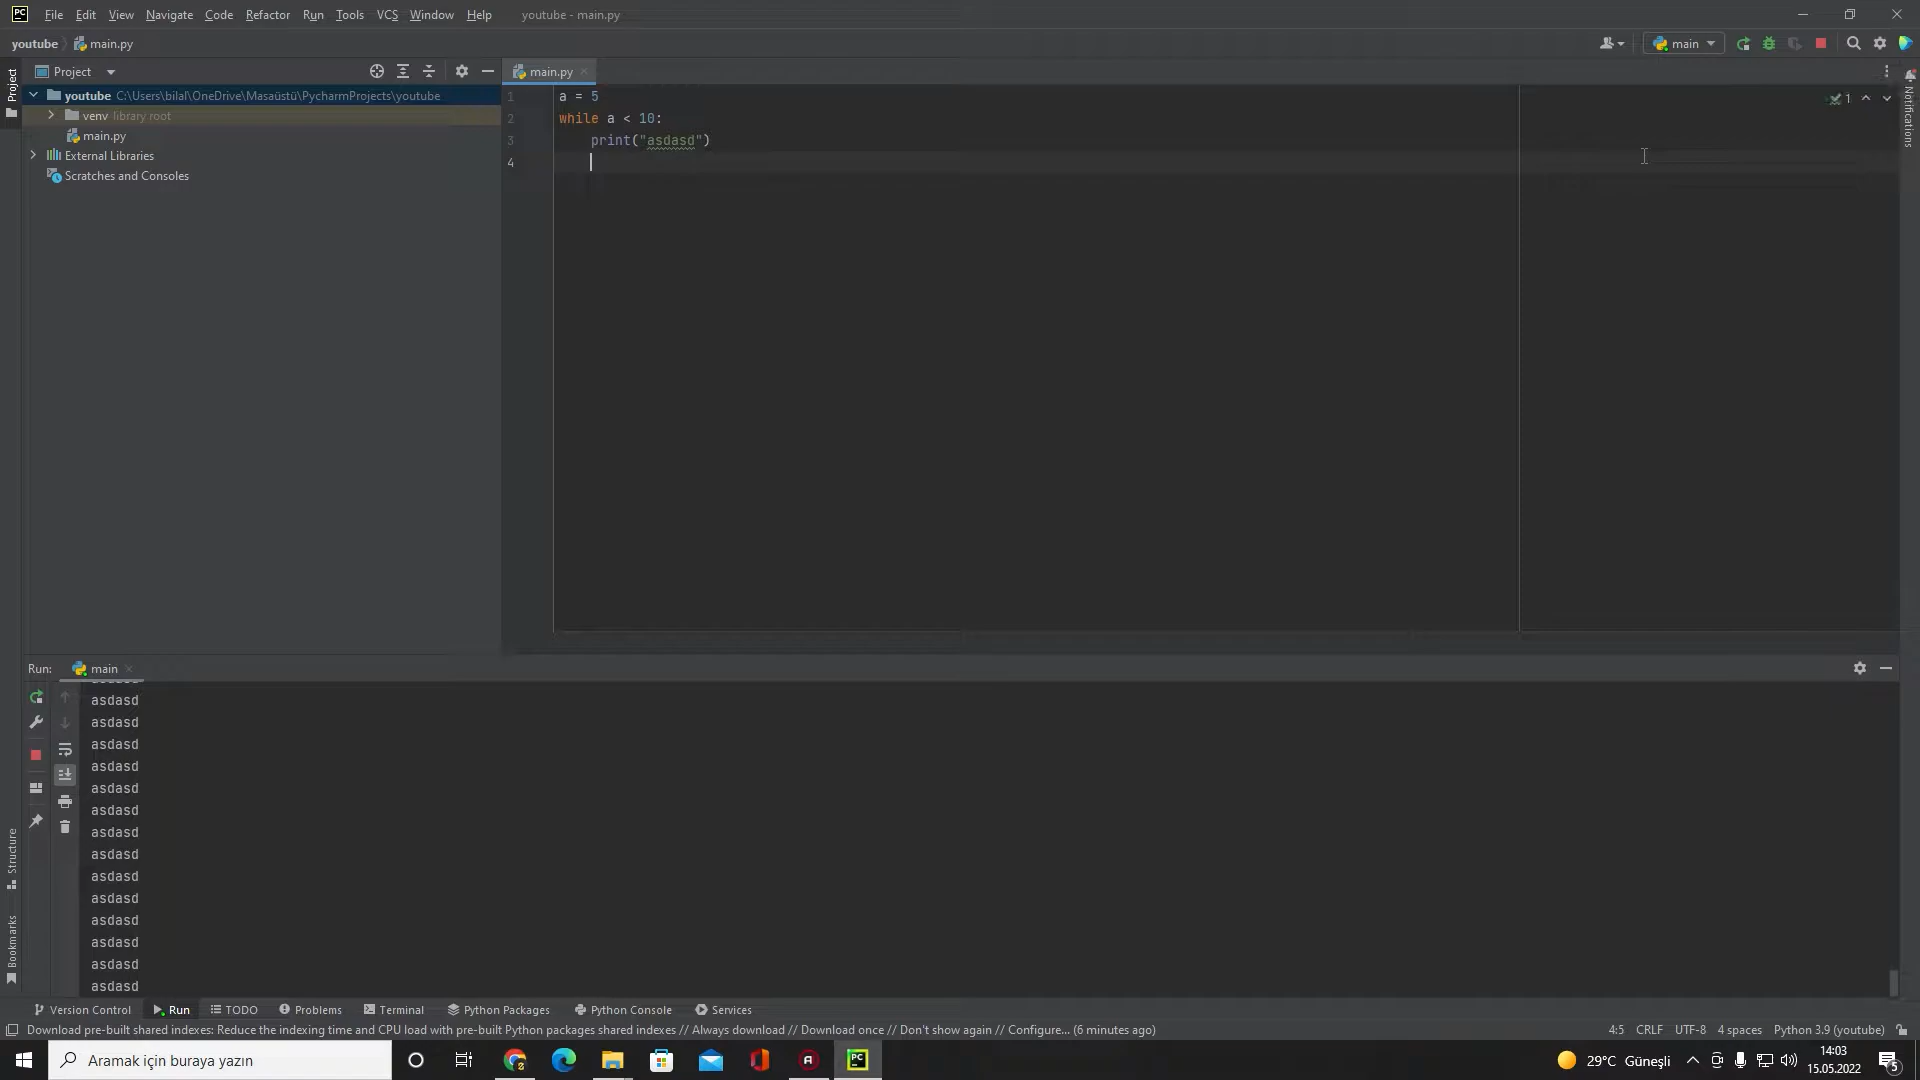 PC File Edit View Navigate Code Refactor Run Tools VCS Window Help youtube - main.py
youtube main.py main
Project main.py
Project
Notifications
youtube C:\Users\bilal\OneDrive\Masaüstü\PycharmProjects\youtube
venv library root
main.py
External Libraries
Scratches and Consoles
1 a = 5
2 while a < 10:
3 print("asdasd")
4
1
Run: main
asdasd
asdasd
asdasd
asdasd
asdasd
asdasd
asdasd
asdasd
asdasd
asdasd
asdasd
asdasd
asdasd
asdasd
Structure
Bookmarks
Version Control Run TODO Problems Terminal Python Packages Python Console Services
Download pre-built shared indexes: Reduce the indexing time and CPU load with pre-built Python packages shared indexes // Always download // Download once // Don't show again // Configure... (6 minutes ago) 4:5 CRLF UTF-8 4 spaces Python 3.9 (youtube)
Aramak için buraya yazın
PC
29°C Güneşli
14:03
15.05.2022
5